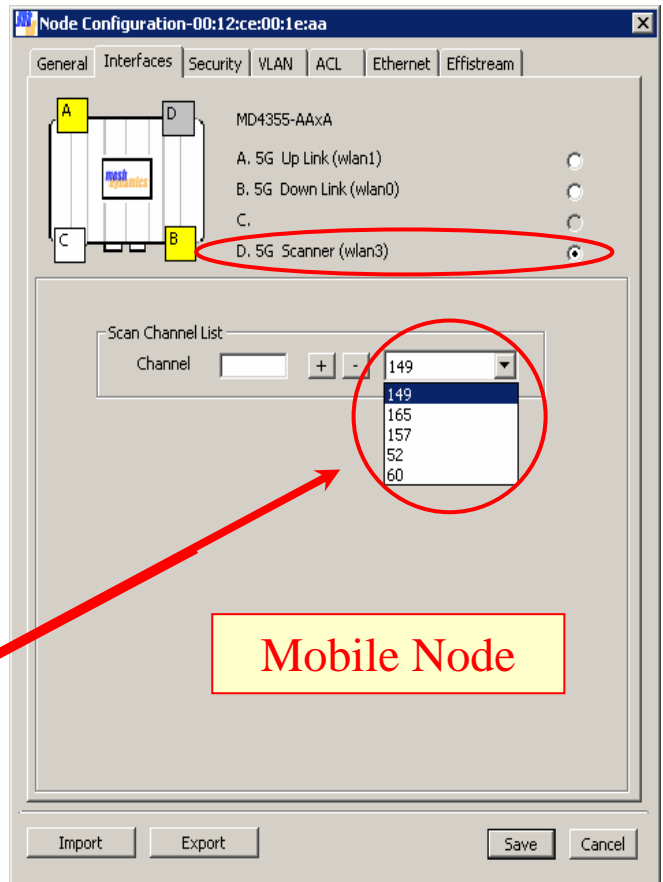 Node Configuration-00:12:ce:00:1e:aa
General Interfaces Security VLAN ACL Ethernet Effistream
A
D
C
B
mesh
dynamics
MD4355-AAxA
A. 5G Up Link (wlan1)
B. 5G Down Link (wlan0)
C.
D. 5G Scanner (wlan3)
Scan Channel List
Channel + - 149
149
165
157
52
60
Mobile Node
Import Export Save Cancel